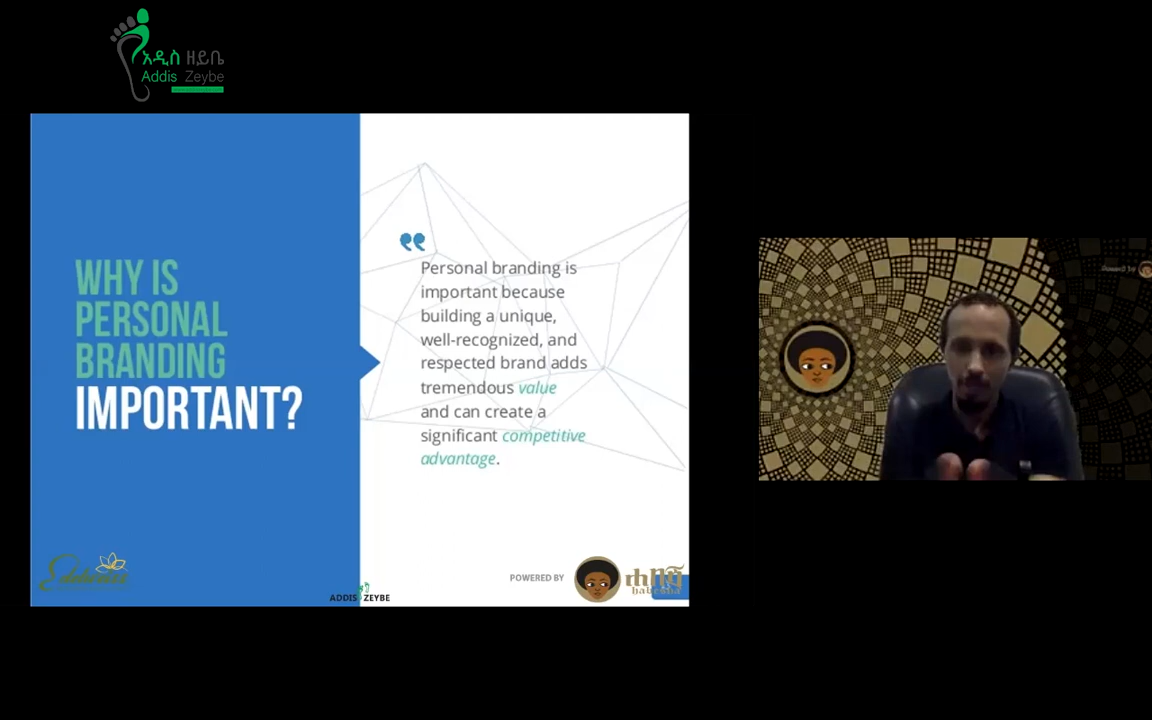 አዲስ ዘይቤ
Addis Zeybe
WHY IS
PERSONAL
BRANDING
IMPORTANT?
Personal branding is
important because
building a unique,
well-recognized, and
respected brand adds
tremendous value
and can create a
significant competitive
advantage.
POWERED BY
ADDIS ZEYBE
habesha